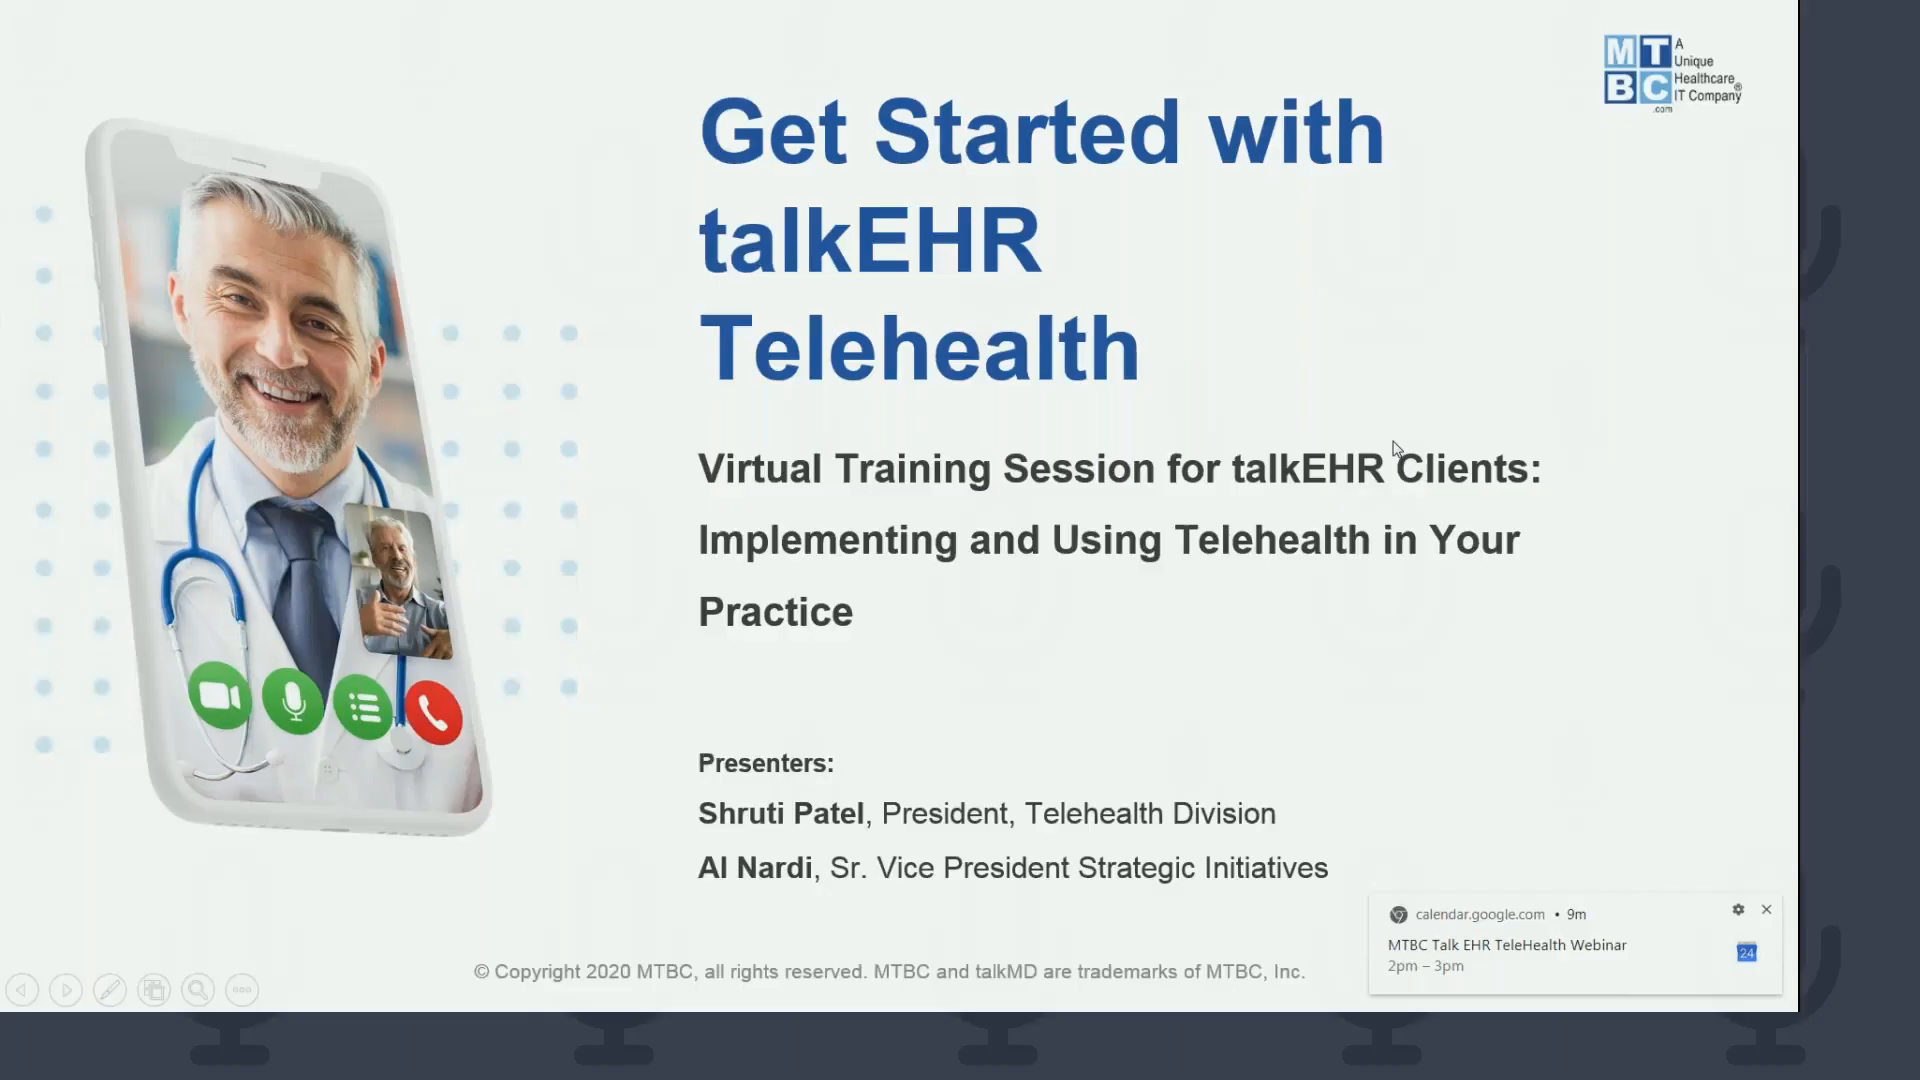 MT
BC
.com
A
Unique
Healthcare
IT Company®
Get Started with
talkEHR
Telehealth
Virtual Training Session for talkEHR Clients:
Implementing and Using Telehealth in Your
Practice
Presenters:
Shruti Patel, President, Telehealth Division
Al Nardi, Sr. Vice President Strategic Initiatives
calendar.google.com • 9m
MTBC Talk EHR TeleHealth Webinar
2pm – 3pm
24
© Copyright 2020 MTBC, all rights reserved. MTBC and talkMD are trademarks of MTBC, Inc.